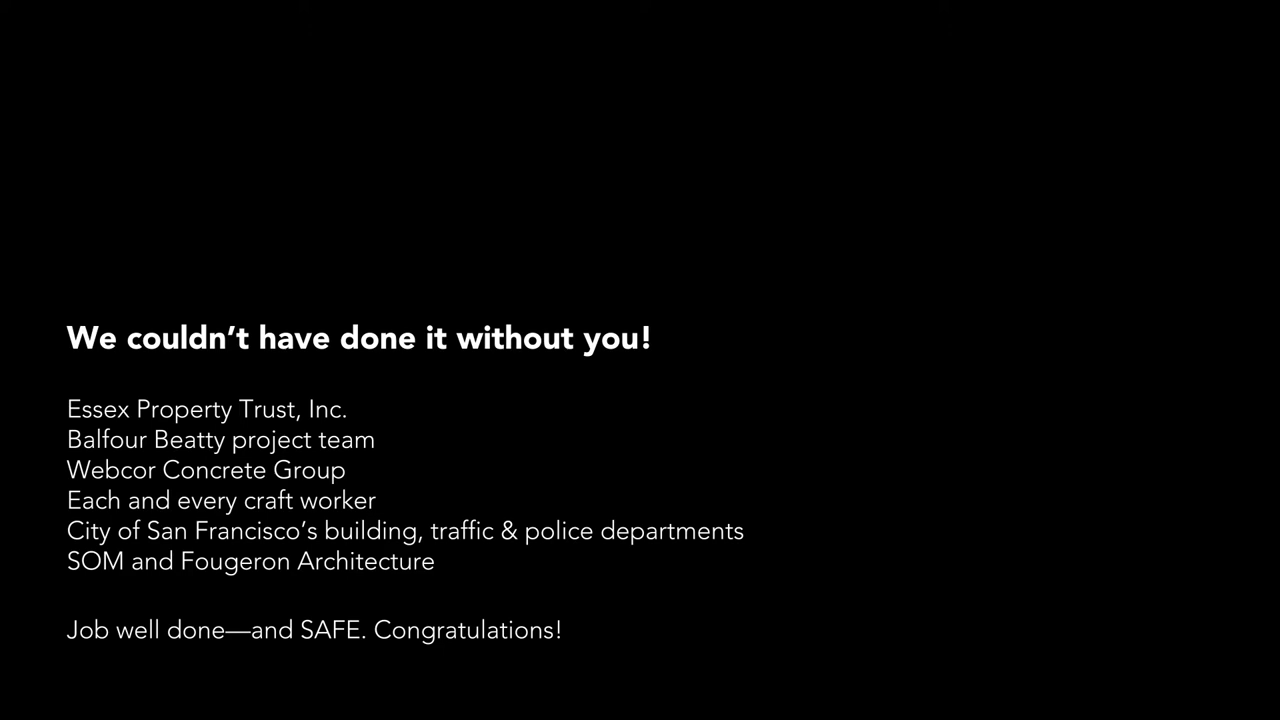 We couldn’t have done it without you!
Essex Property Trust, Inc.
Balfour Beatty project team
Webcor Concrete Group
Each and every craft worker
City of San Francisco’s building, traffic & police departments
SOM and Fougeron Architecture
Job well done—and SAFE. Congratulations!